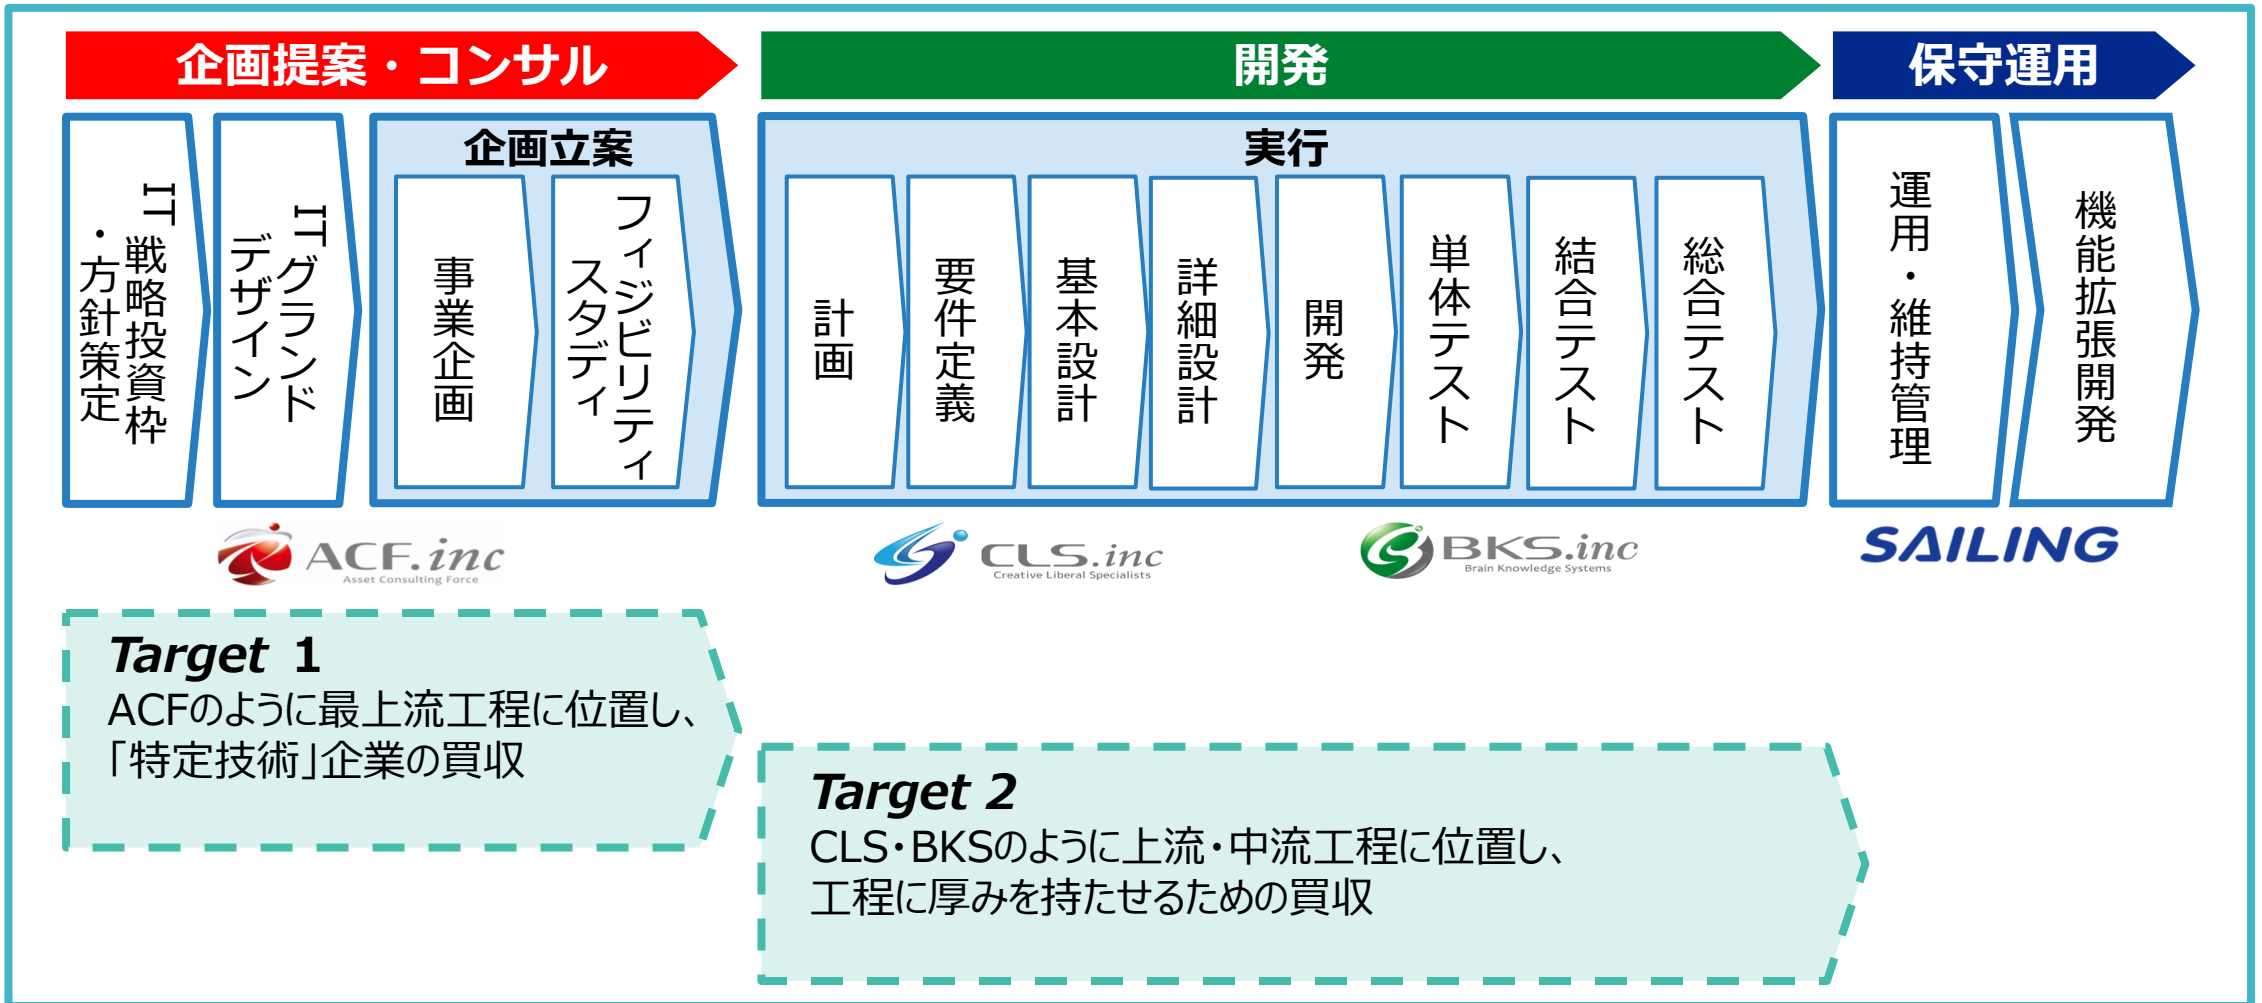 企画提案・コンサル
開発
保守運用
IT戦略投資枠
・方針策定
ITグランド
デザイン
企画立案
事業企画
フィジビリティ
スタディ
実行
計画
要件定義
基本設計
詳細設計
開発
単体テスト
結合テスト
総合テスト
運用・維持管理
機能拡張開発
ACF.inc
Asset Consulting Force
CLS.inc
Creative Liberal Specialists
BKS.inc
Brain Knowledge Systems
SAILING
Target 1
ACFのように最上流工程に位置し、
「特定技術」企業の買収
Target 2
CLS・BKSのように上流・中流工程に位置し、
工程に厚みを持たせるための買収